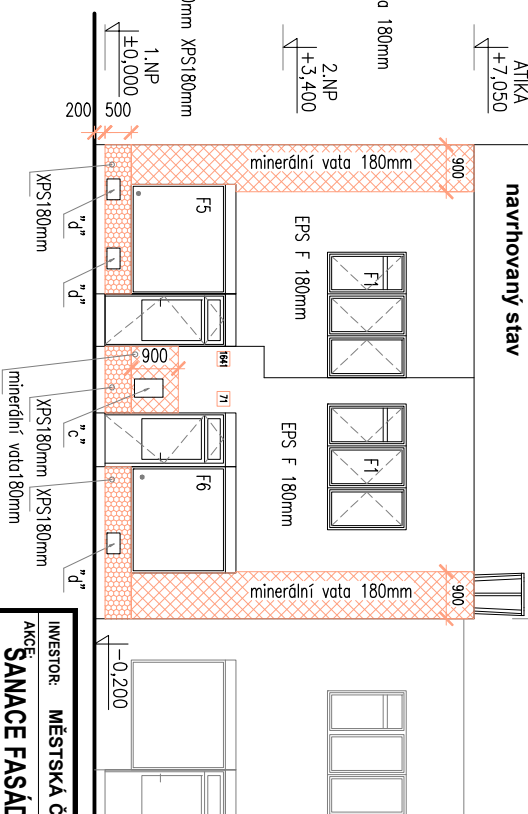 ATIKA
+7,050
navrhovaný stav
a 180mm
2.NP
+3,400
0mm XPS180mm
1.NP
±0,000
200
500
900
minerální vata 180mm
XPS180mm
"d"
"d"
F5
EPS F 180mm
F1
1641
71
900
minerální vata180mm
XPS180mm
"c"
XPS180mm
"d"
F6
EPS F 180mm
F1
minerální vata 180mm
900
-0,200
INVESTOR: MĚSTSKÁ Č
AKCE:
SANACE FASÁD